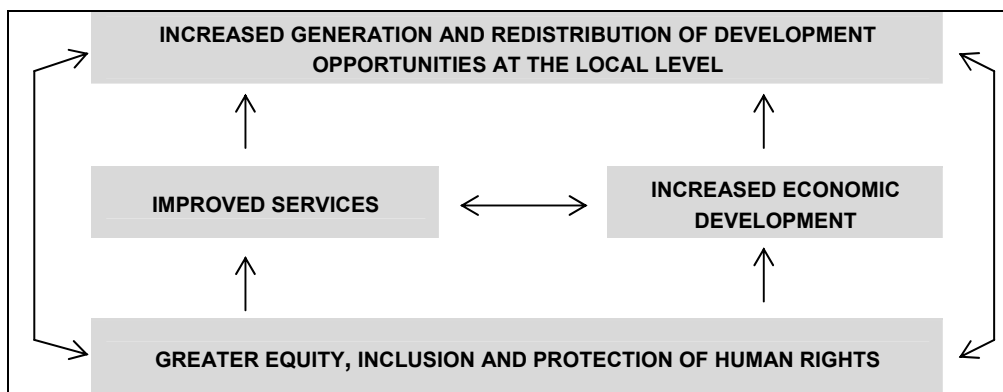 INCREASED GENERATION AND REDISTRIBUTION OF DEVELOPMENT
OPPORTUNITIES AT THE LOCAL LEVEL
IMPROVED SERVICES
INCREASED ECONOMIC
DEVELOPMENT
GREATER EQUITY, INCLUSION AND PROTECTION OF HUMAN RIGHTS